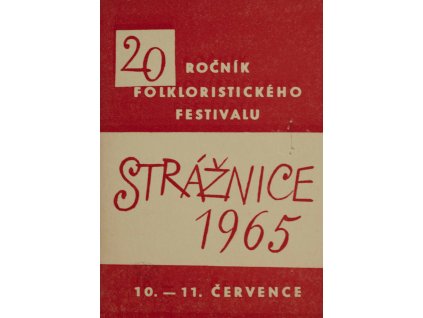 20 ROČNÍK
FOLKLORISTICKÉHO
FESTIVALU
STRÁŽNICE
1965
10. — 11. ČERVENCE